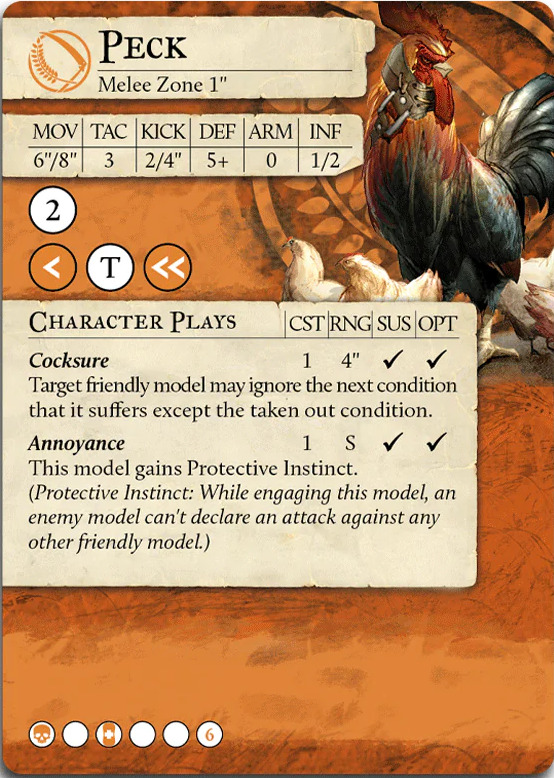 Peck
Melee Zone 1"
MOV TAC KICK DEF ARM INF
6"/8" 3 2/4" 5+ 0 1/2
2
< T <<
Character Plays CST RNG SUS OPT
Cocksure 1 4" ✓ ✓
Target friendly model may ignore the next condition
that it suffers except the taken out condition.
Annoyance 1 S ✓ ✓
This model gains Protective Instinct.
(Protective Instinct: While engaging this model, an
enemy model can't declare an attack against any
other friendly model.)
6